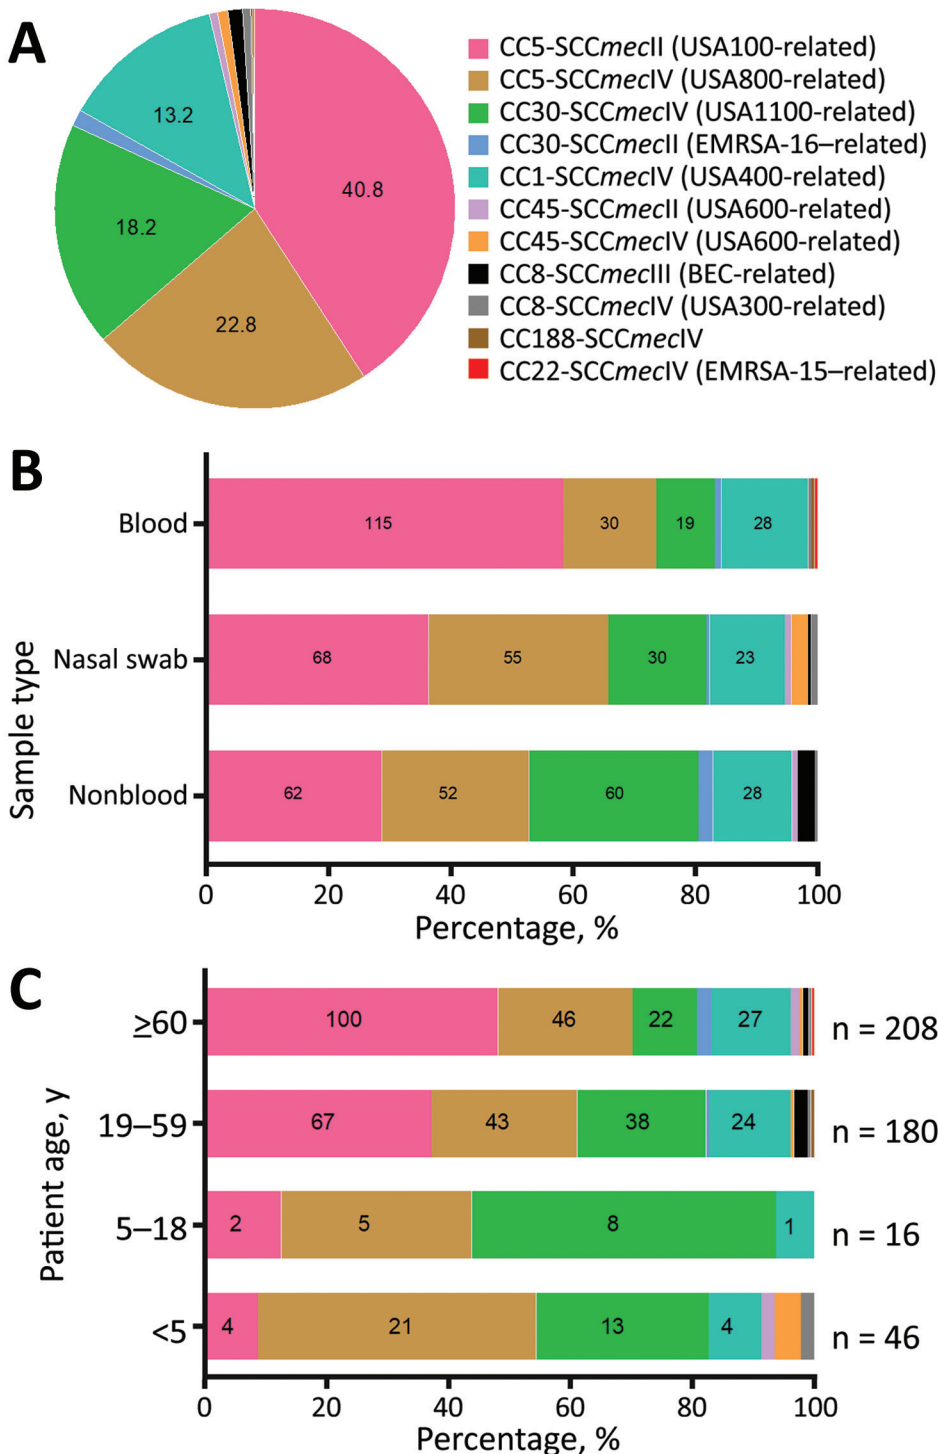 A
40.8
22.8
18.2
13.2
CC5-SCCmecII (USA100-related)
CC5-SCCmecIV (USA800-related)
CC30-SCCmecIV (USA1100-related)
CC30-SCCmecII (EMRSA-16–related)
CC1-SCCmecIV (USA400-related)
CC45-SCCmecII (USA600-related)
CC45-SCCmecIV (USA600-related)
CC8-SCCmecIII (BEC-related)
CC8-SCCmecIV (USA300-related)
CC188-SCCmecIV
CC22-SCCmecIV (EMRSA-15–related)
B
Sample type
Blood 115 30 19 28
Nasal swab 68 55 30 23
Nonblood 62 52 60 28
0 20 40 60 80 100
Percentage, %
C
Patient age, y
≥60 100 46 22 27 n = 208
19–59 67 43 38 24 n = 180
5–18 2 5 8 1 n = 16
<5 4 21 13 4 n = 46
0 20 40 60 80 100
Percentage, %